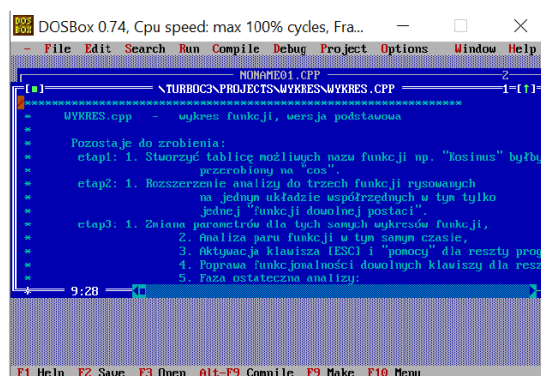 DOSBox 0.74, Cpu speed: max 100% cycles, Fra...
File Edit Search Run Compile Debug Project Options Window Help
NONAME01.CPP 2
[■] \TURBOC3\PROJECTS\WYKRES\WYKRES.CPP 1=[↑]
/*******************************************************************
* WYKRES.cpp - wykres funkcji, wersja podstawowa
*
* Pozostaje do zrobienia:
* etap1: 1. Stworzyć tablicę możliwych nazw funkcji np. "Kosinus" byłby
* przerobiony na "cos".
* etap2: 1. Rozszerzenie analizy do trzech funkcji rysowanych
* na jednym układzie współrzędnych w tym tylko
* jednej "funkcji dowolnej postaci".
* etap3: 1. Zmiana parametrów dla tych samych wykresów funkcji,
* 2. Analiza paru funkcji w tym samym czasie,
* 3. Aktywacja klawisza [ESC] i "pomocy" dla reszty prog
* 4. Poprawa funkcjonalności dowolnych klawiszy dla resz
* 5. Faza ostateczna analizy:
* 9:28
F1 Help F2 Save F3 Open Alt-F9 Compile F9 Make F10 Menu